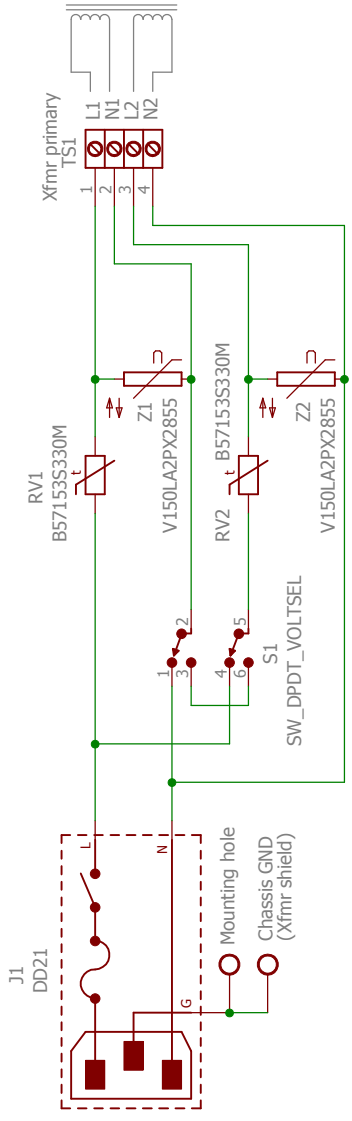 L1
N1
L2
N2
Xfmr primary
TS1
1
2
3
4
RV1
B57153S330M
t
Z1
V150LA2PX2855
U
RV2
B57153S330M
t
Z2
V150LA2PX2855
U
1
2
3
4
5
6
S1
SW_DPDT_VOLTSEL
J1
DD21
L
N
G
Mounting hole
Chassis GND
(Xfmr shield)